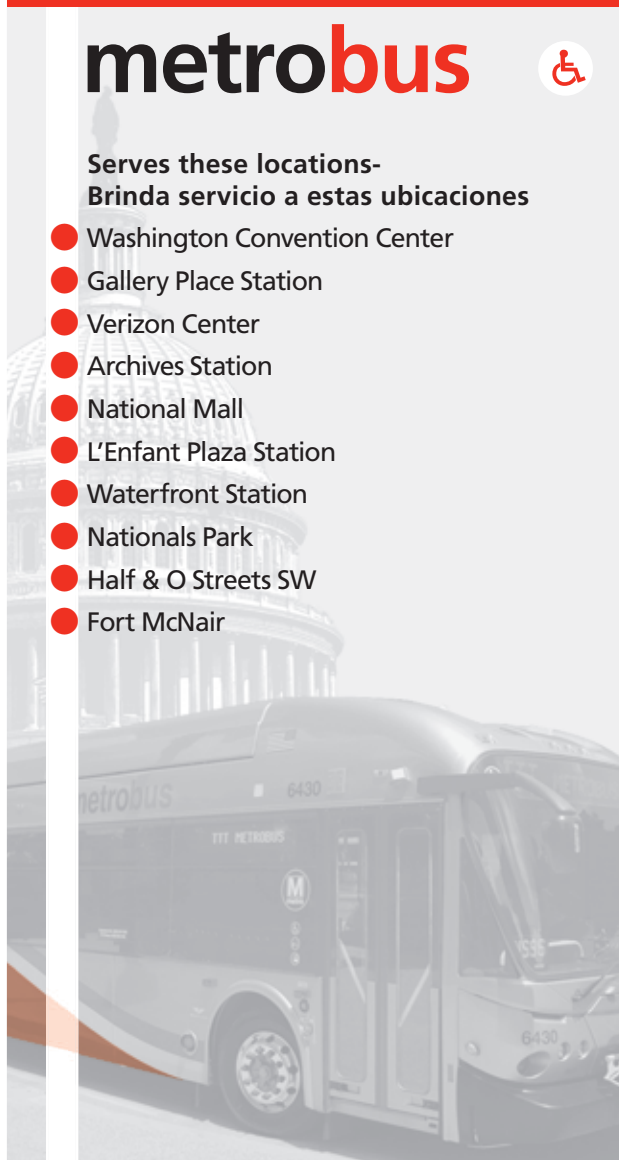 metrobus
Serves these locations-
Brinda servicio a estas ubicaciones
Washington Convention Center
Gallery Place Station
Verizon Center
Archives Station
National Mall
L’Enfant Plaza Station
Waterfront Station
Nationals Park
Half & O Streets SW
Fort McNair
metrobus
6430
TYT METROBUS
M
6430